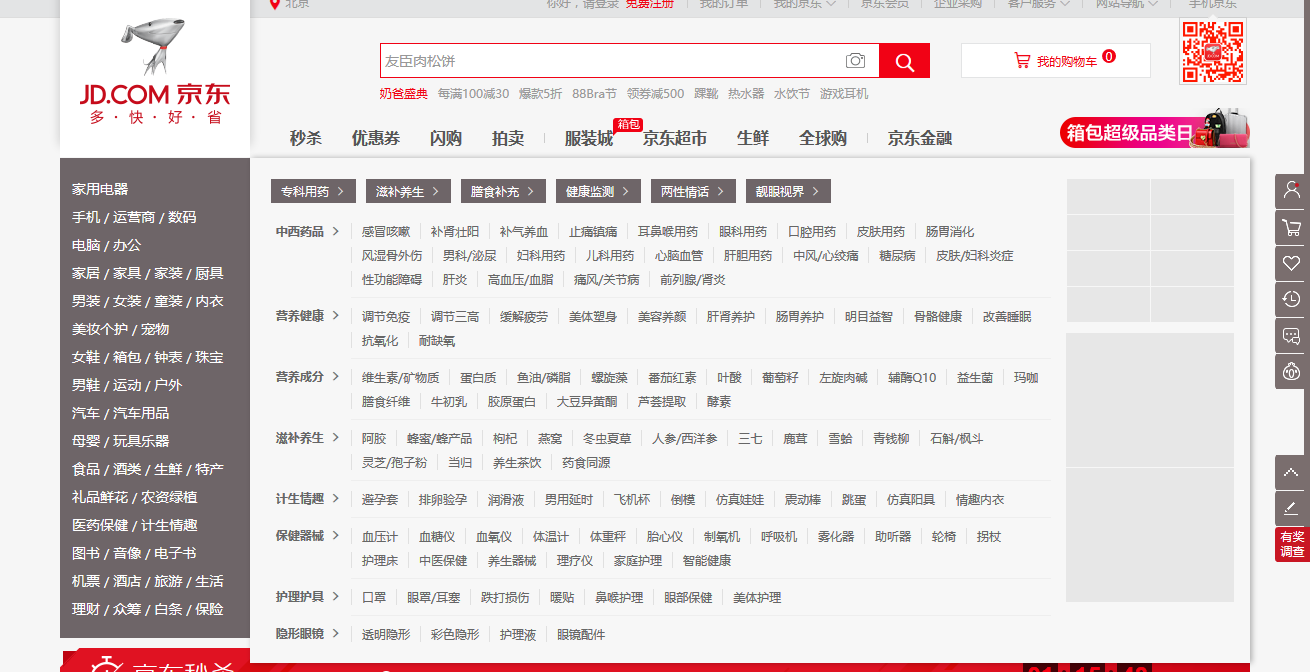 北京 你好，请登录 免费注册 我的订单 我的京东 京东会员 企业采购 客户服务 网站导航 手机京东
JD.COM 京东
多·快·好·省
友臣肉松饼
我的购物车 0
奶爸盛典 每满100减30 爆款5折 88Bra节 领券减500 踝靴 热水器 水饮节 游戏耳机
箱包
秒杀 优惠券 闪购 拍卖 服装城 京东超市 生鲜 全球购 京东金融
箱包超级品类日
家用电器
手机 / 运营商 / 数码
电脑 / 办公
家居 / 家具 / 家装 / 厨具
男装 / 女装 / 童装 / 内衣
美妆个护 / 宠物
女鞋 / 箱包 / 钟表 / 珠宝
男鞋 / 运动 / 户外
汽车 / 汽车用品
母婴 / 玩具乐器
食品 / 酒类 / 生鲜 / 特产
礼品鲜花 / 农资绿植
医药保健 / 计生情趣
图书 / 音像 / 电子书
机票 / 酒店 / 旅游 / 生活
理财 / 众筹 / 白条 / 保险
专科用药 滋补养生 膳食补充 健康监测 两性情话 靓眼视界
中西药品 感冒咳嗽 补肾壮阳 补气养血 止痛镇痛 耳鼻喉用药 眼科用药 口腔用药 皮肤用药 肠胃消化
风湿骨外伤 男科/泌尿 妇科用药 儿科用药 心脑血管 肝胆用药 中风/心绞痛 糖尿病 皮肤/妇科炎症
性功能障碍 肝炎 高血压/血脂 痛风/关节病 前列腺/肾炎
营养健康 调节免疫 调节三高 缓解疲劳 美体塑身 美容养颜 肝肾养护 肠胃养护 明目益智 骨骼健康 改善睡眠
抗氧化 耐缺氧
营养成分 维生素/矿物质 蛋白质 鱼油/磷脂 螺旋藻 番茄红素 叶酸 葡萄籽 左旋肉碱 辅酶Q10 益生菌 玛咖
膳食纤维 牛初乳 胶原蛋白 大豆异黄酮 芦荟提取 酵素
滋补养生 阿胶 蜂蜜/蜂产品 枸杞 燕窝 冬虫夏草 人参/西洋参 三七 鹿茸 雪蛤 青钱柳 石斛/枫斗
灵芝/孢子粉 当归 养生茶饮 药食同源
计生情趣 避孕套 排卵验孕 润滑液 男用延时 飞机杯 倒模 仿真娃娃 震动棒 跳蛋 仿真阳具 情趣内衣
保健器械 血压计 血糖仪 血氧仪 体温计 体重秤 胎心仪 制氧机 呼吸机 雾化器 助听器 轮椅 拐杖
护理床 中医保健 养生器械 理疗仪 家庭护理 智能健康
护理护具 口罩 眼罩/耳塞 跌打损伤 暖贴 鼻喉护理 眼部保健 美体护理
隐形眼镜 透明隐形 彩色隐形 护理液 眼镜配件
有奖
调查
京东秒杀